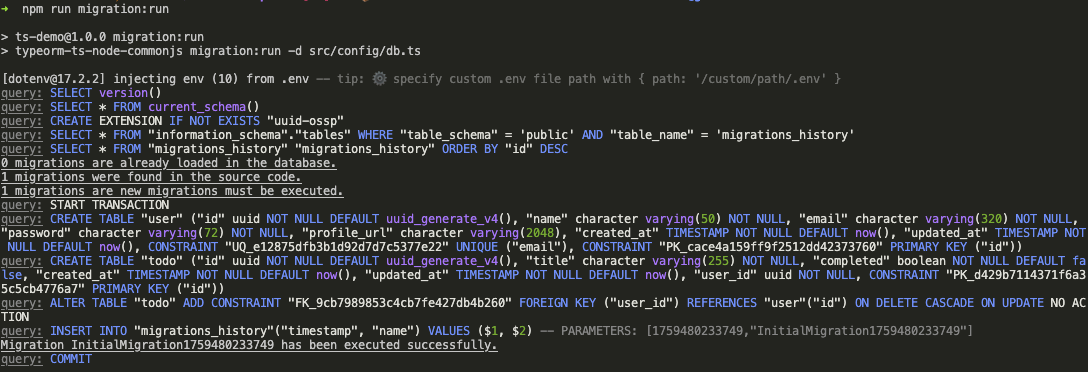 ➜  npm run migration:run
> ts-demo@1.0.0 migration:run
> typeorm-ts-node-commonjs migration:run -d src/config/db.ts
[dotenv@17.2.2] injecting env (10) from .env -- tip: ⚙️ specify custom .env file path with { path: '/custom/path/.env' }
query: SELECT version()
query: SELECT * FROM current_schema()
query: CREATE EXTENSION IF NOT EXISTS "uuid-ossp"
query: SELECT * FROM "information_schema"."tables" WHERE "table_schema" = 'public' AND "table_name" = 'migrations_history'
query: SELECT * FROM "migrations_history" "migrations_history" ORDER BY "id" DESC
0 migrations are already loaded in the database.
1 migrations were found in the source code.
1 migrations are new migrations must be executed.
query: START TRANSACTION
query: CREATE TABLE "user" ("id" uuid NOT NULL DEFAULT uuid_generate_v4(), "name" character varying(50) NOT NULL, "email" character varying(320) NOT NULL,
"password" character varying(72) NOT NULL, "profile_url" character varying(2048), "created_at" TIMESTAMP NOT NULL DEFAULT now(), "updated_at" TIMESTAMP NOT
NULL DEFAULT now(), CONSTRAINT "UQ_e12875dfb3b1d92d7d7c5377e22" UNIQUE ("email"), CONSTRAINT "PK_cace4a159ff9f2512dd42373760" PRIMARY KEY ("id"))
query: CREATE TABLE "todo" ("id" uuid NOT NULL DEFAULT uuid_generate_v4(), "title" character varying(255) NOT NULL, "completed" boolean NOT NULL DEFAULT fa
lse, "created_at" TIMESTAMP NOT NULL DEFAULT now(), "updated_at" TIMESTAMP NOT NULL DEFAULT now(), "user_id" uuid NOT NULL, CONSTRAINT "PK_d429b7114371f6a3
5c5cb4776a7" PRIMARY KEY ("id"))
query: ALTER TABLE "todo" ADD CONSTRAINT "FK_9cb7989853c4cb7fe427db4b260" FOREIGN KEY ("user_id") REFERENCES "user"("id") ON DELETE CASCADE ON UPDATE NO AC
TION
query: INSERT INTO "migrations_history"("timestamp", "name") VALUES ($1, $2) -- PARAMETERS: [1759480233749,"InitialMigration1759480233749"]
Migration InitialMigration1759480233749 has been executed successfully.
query: COMMIT